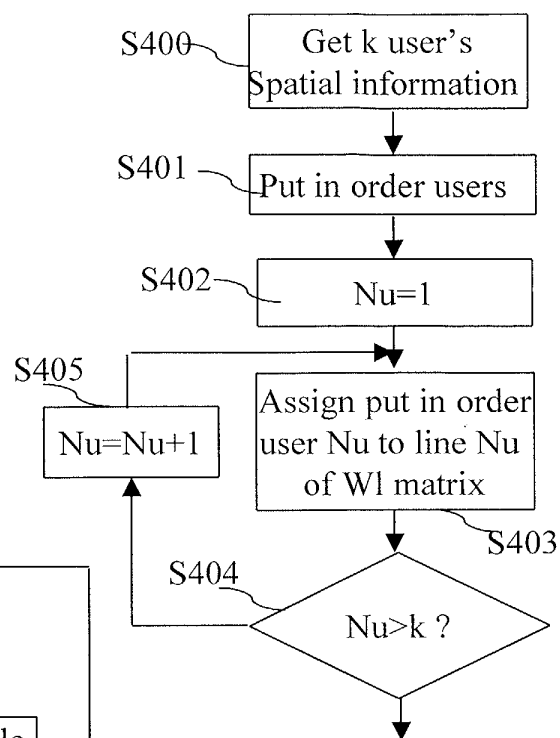 S400
Get k user's
Spatial information
S401
Put in order users
S402
Nu=1
S405
Nu=Nu+1
Assign put in order
user Nu to line Nu
of Wl matrix
S403
S404
Nu>k ?